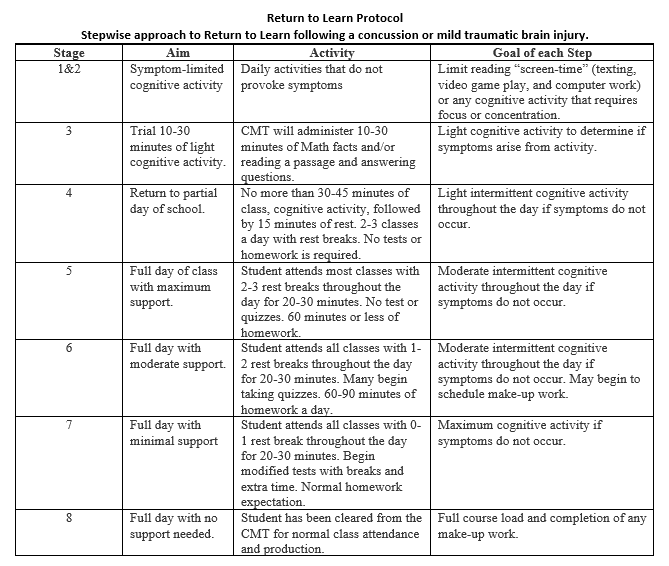 Return to Learn Protocol
Stepwise approach to Return to Learn following a concussion or mild traumatic brain injury.
Stage
Aim
Activity
Goal of each Step
1&2
Symptom-limited
cognitive activity
Daily activities that do not
provoke symptoms
Limit reading “screen-time” (texting,
video game play, and computer work)
or any cognitive activity that requires
focus or concentration.
3
Trial 10-30
minutes of light
cognitive activity.
CMT will administer 10-30
minutes of Math facts and/or
reading a passage and answering
questions.
Light cognitive activity to determine if
symptoms arise from activity.
4
Return to partial
day of school.
No more than 30-45 minutes of
class, cognitive activity, followed
by 15 minutes of rest. 2-3 classes
a day with rest breaks. No tests or
homework is required.
Light intermittent cognitive activity
throughout the day if symptoms do not
occur.
5
Full day of class
with maximum
support.
Student attends most classes with
2-3 rest breaks throughout the
day for 20-30 minutes. No test or
quizzes. 60 minutes or less of
homework.
Moderate intermittent cognitive
activity throughout the day if
symptoms do not occur.
6
Full day with
moderate support.
Student attends all classes with 1-
2 rest breaks throughout the day
for 20-30 minutes. Many begin
taking quizzes. 60-90 minutes of
homework a day.
Moderate intermittent cognitive
activity throughout the day if
symptoms do not occur. May begin to
schedule make-up work.
7
Full day with
minimal support
Student attends all classes with 0-
1 rest break throughout the day
for 20-30 minutes. Begin
modified tests with breaks and
extra time. Normal homework
expectation.
Maximum cognitive activity if
symptoms do not occur.
8
Full day with no
support needed.
Student has been cleared from the
CMT for normal class attendance
and production.
Full course load and completion of any
make-up work.